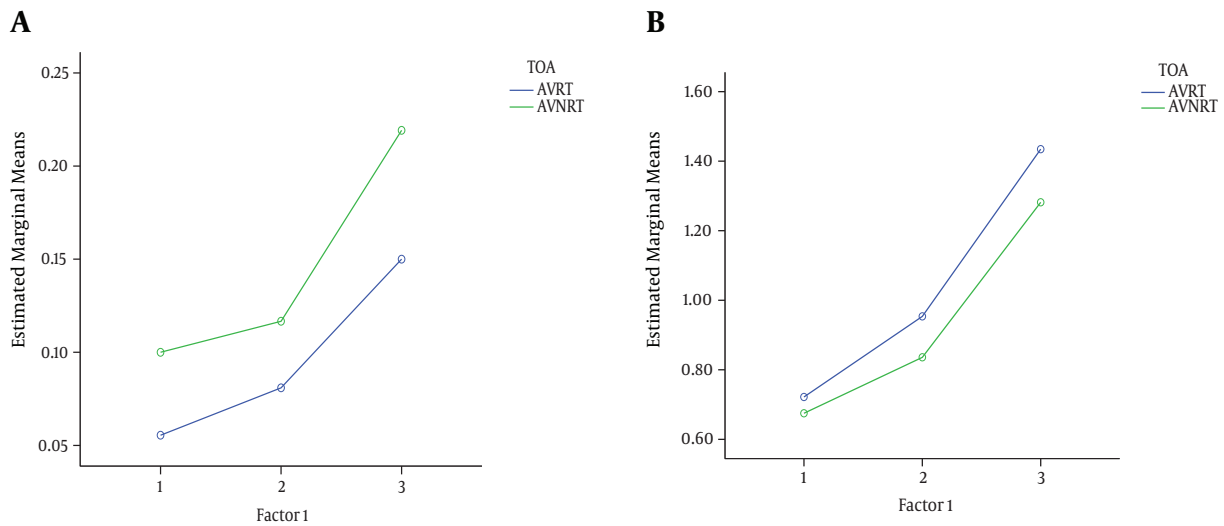 A
Estimated Marginal Means
0.25
0.20
0.15
0.10
0.05
1 2 3
Factor 1
TOA
AVRT
AVNRT
B
Estimated Marginal Means
1.60
1.40
1.20
1.00
0.80
0.60
1 2 3
Factor 1
TOA
AVRT
AVNRT